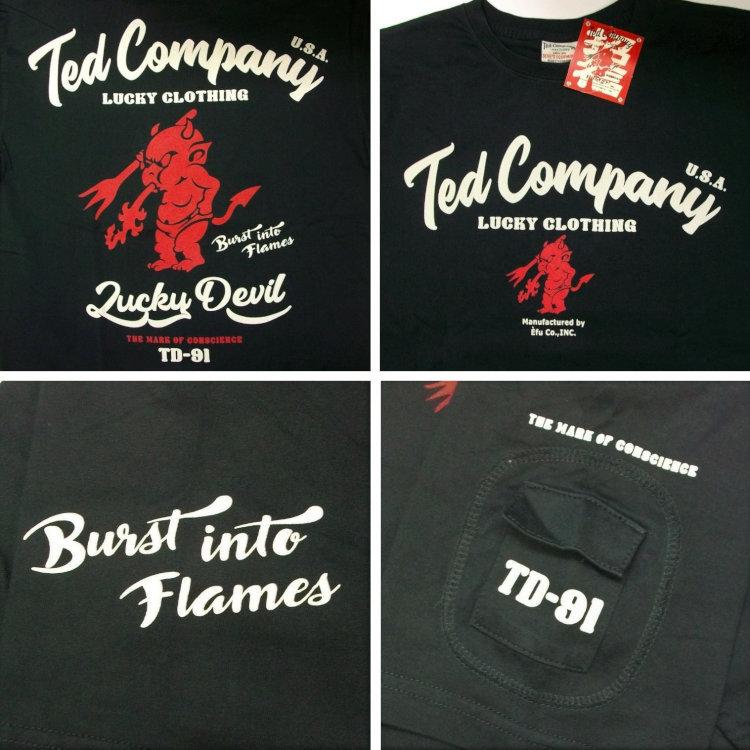 Ted Company
U.S.A.
LUCKY CLOTHING
Burst into
Flames
Lucky Devil
THE MARK OF CONSCIENCE
TD-91
Ted Company
U.S.A.
LUCKY CLOTHING
Manufactured by
Èfu Co.,INC.
Burst into
Flames
THE MARK OF CONSCIENCE
TD-91